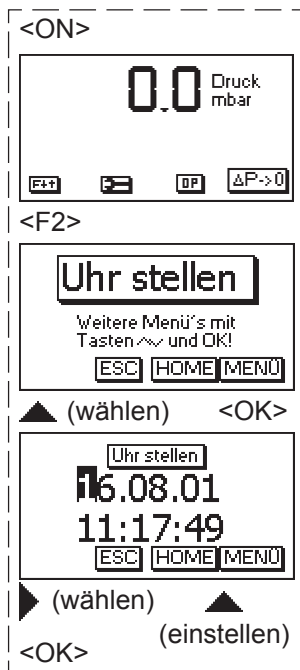 <ON>
0.0 Druck
mbar
DP ΔP->0
<F2>
Uhr stellen
Weitere Menü´s mit
Tasten und OK!
ESC HOME MENÜ
(wählen) <OK>
Uhr stellen
16.08.01
11:17:49
ESC HOME MENÜ
(wählen)
(einstellen)
<OK>